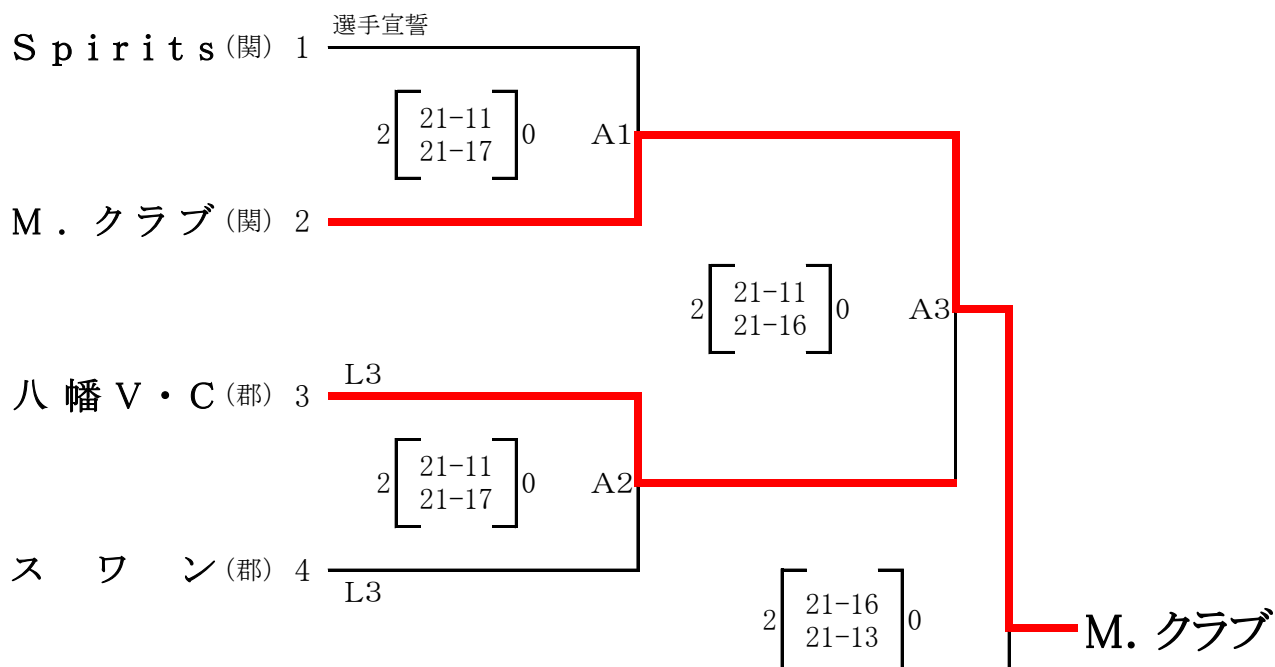 選手宣誓
Spirits(関) 1
2 21-11 0
21-17
A1
M.クラブ(関) 2
2 21-11 0
21-16
A3
L3
八幡V・C(郡) 3
2 21-11 0
21-17
A2
スワン(郡) 4
L3
2 21-16 0
21-13
M.クラブ